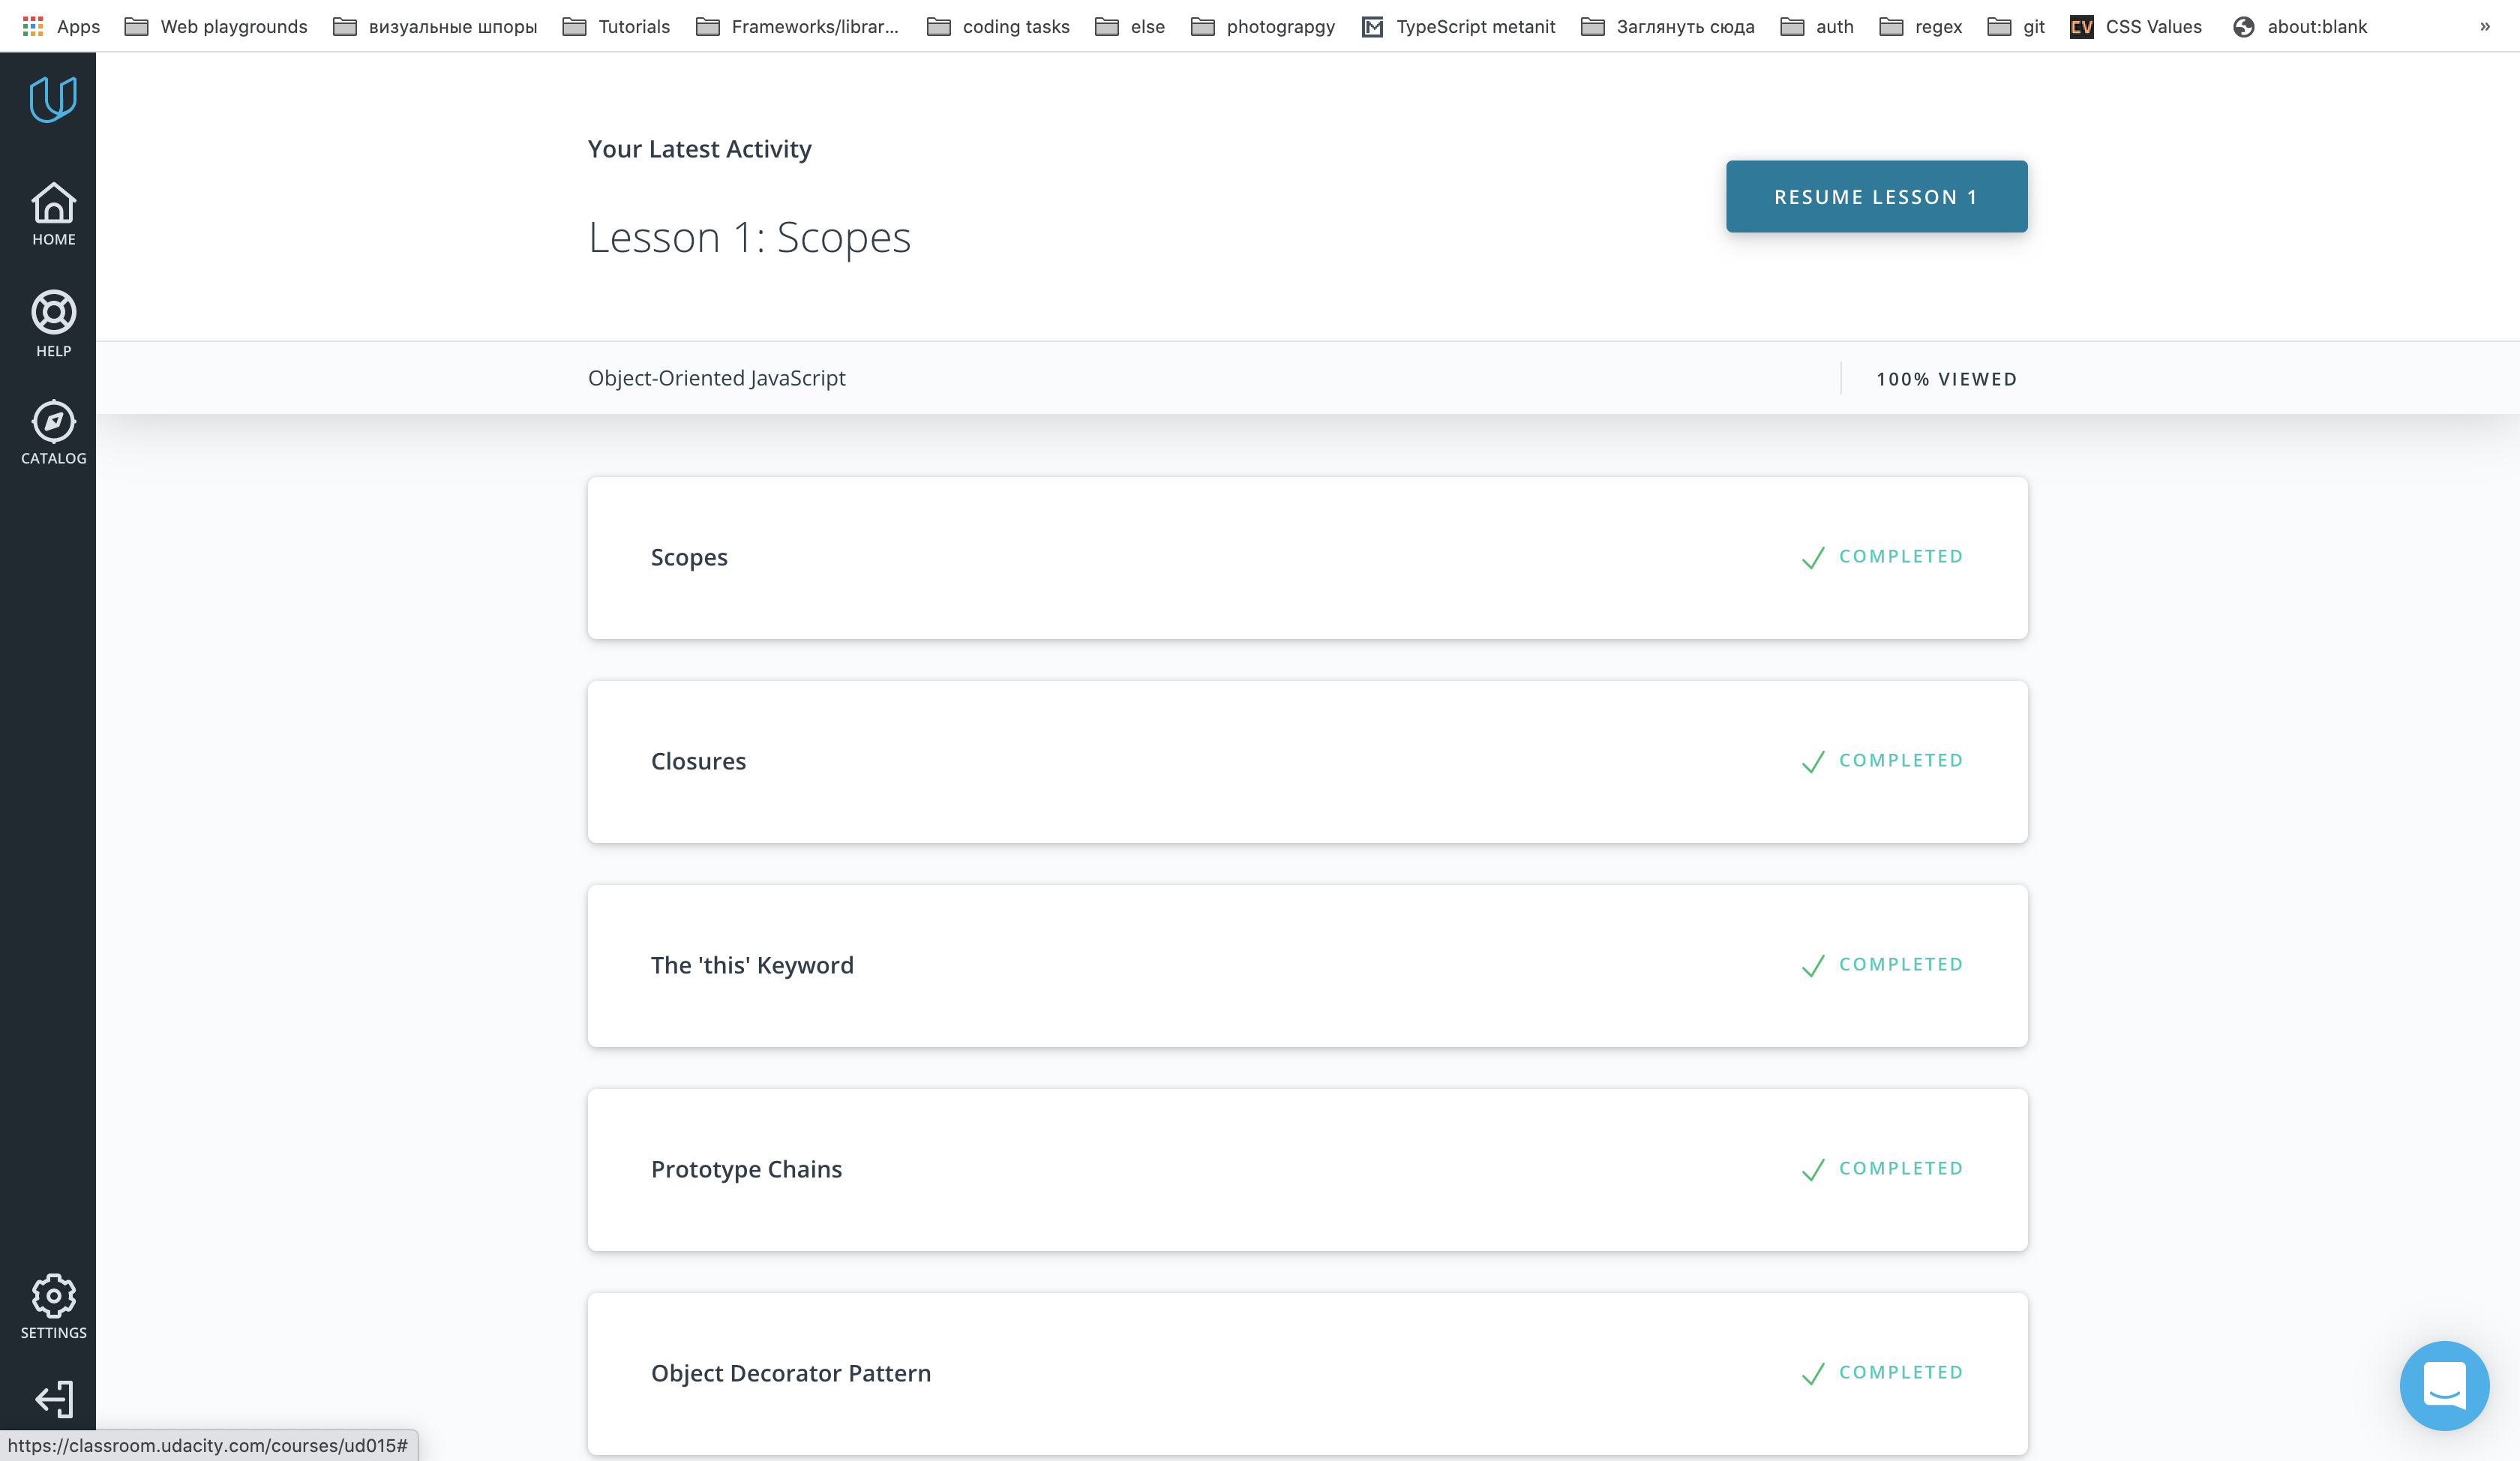 Apps Web playgrounds визуальные шпоры Tutorials Frameworks/librar... coding tasks else photograpgy TypeScript metanit Заглянуть сюда auth regex git CV CSS Values about:blank »
HOME
HELP
CATALOG
SETTINGS
Your Latest Activity
Lesson 1: Scopes
RESUME LESSON 1
Object-Oriented JavaScript 100% VIEWED
Scopes COMPLETED
Closures COMPLETED
The 'this' Keyword COMPLETED
Prototype Chains COMPLETED
Object Decorator Pattern COMPLETED
https://classroom.udacity.com/courses/ud015#